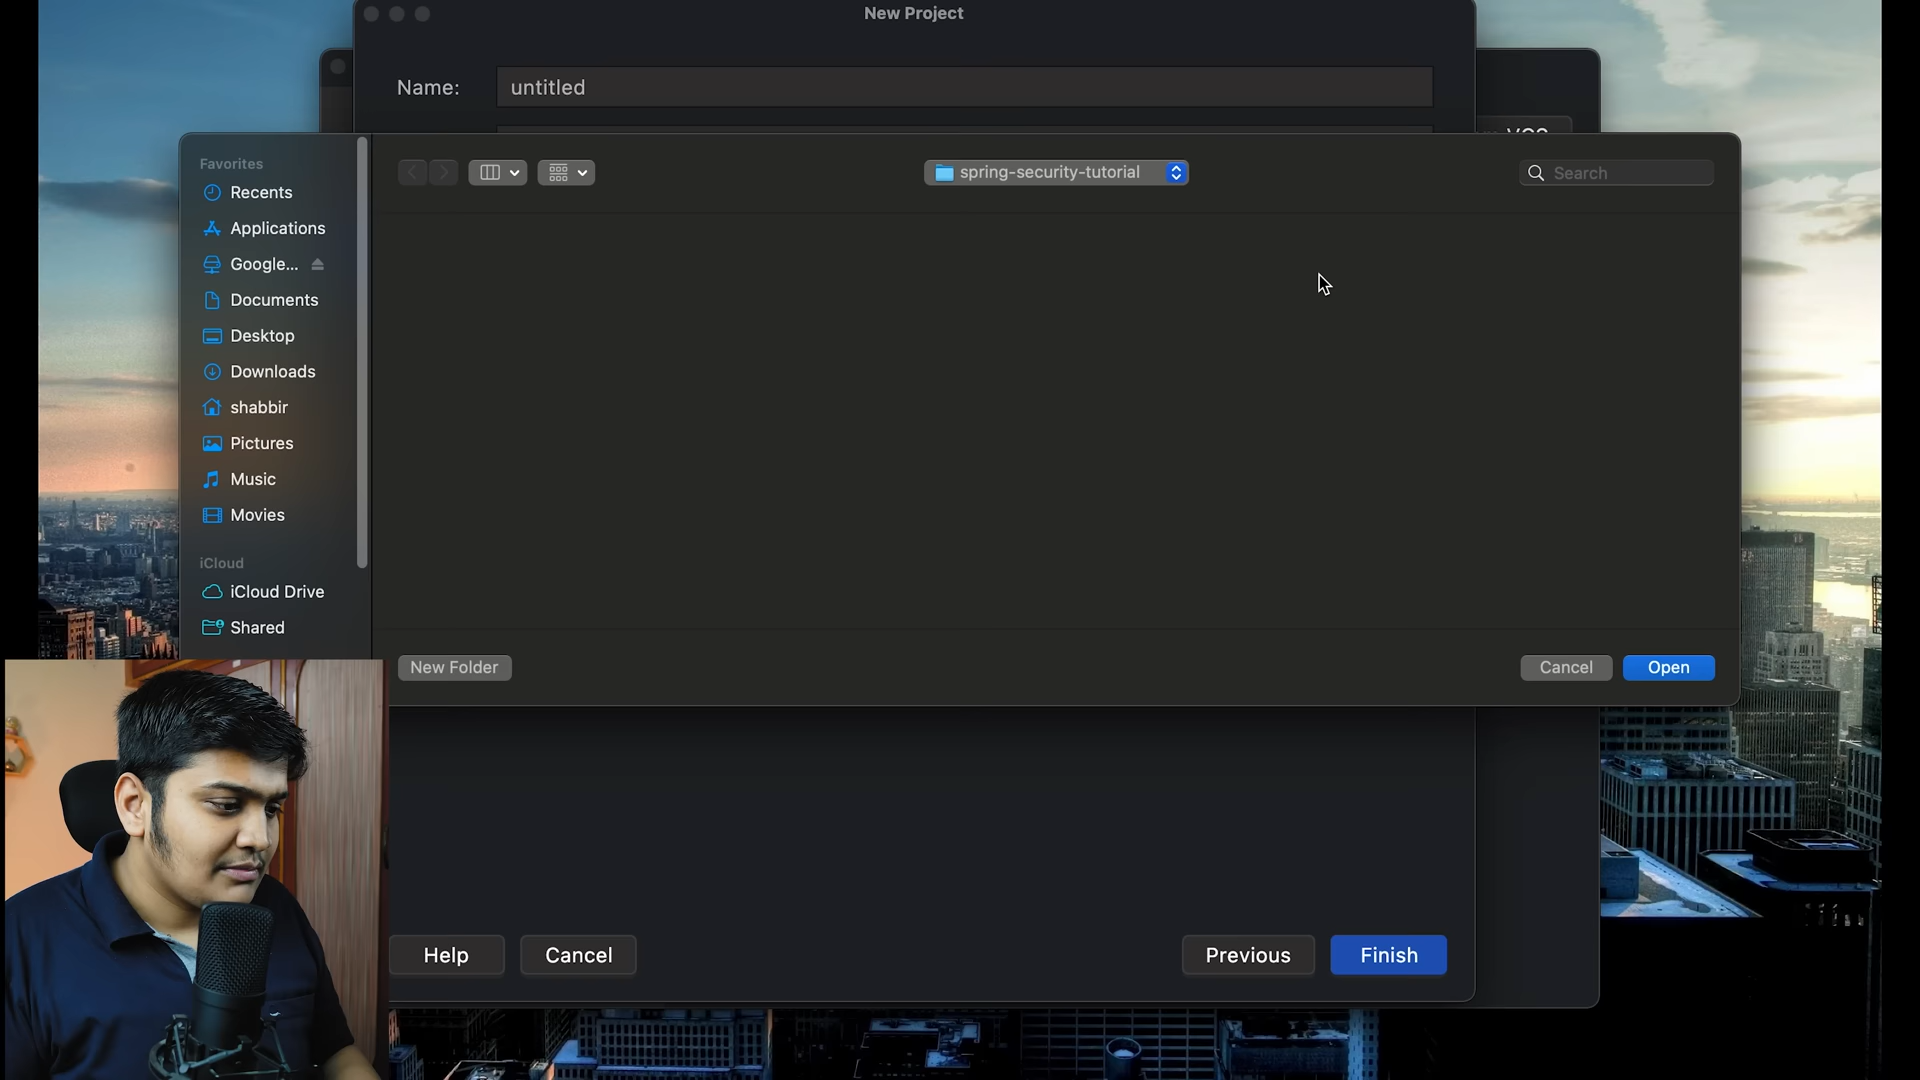 New Project
Name:
untitled
Favorites
Recents
Applications
Google...
Documents
Desktop
Downloads
shabbir
Pictures
Music
Movies
iCloud
iCloud Drive
Shared
spring-security-tutorial
Search
New Folder
Cancel
Open
Help
Cancel
Previous
Finish